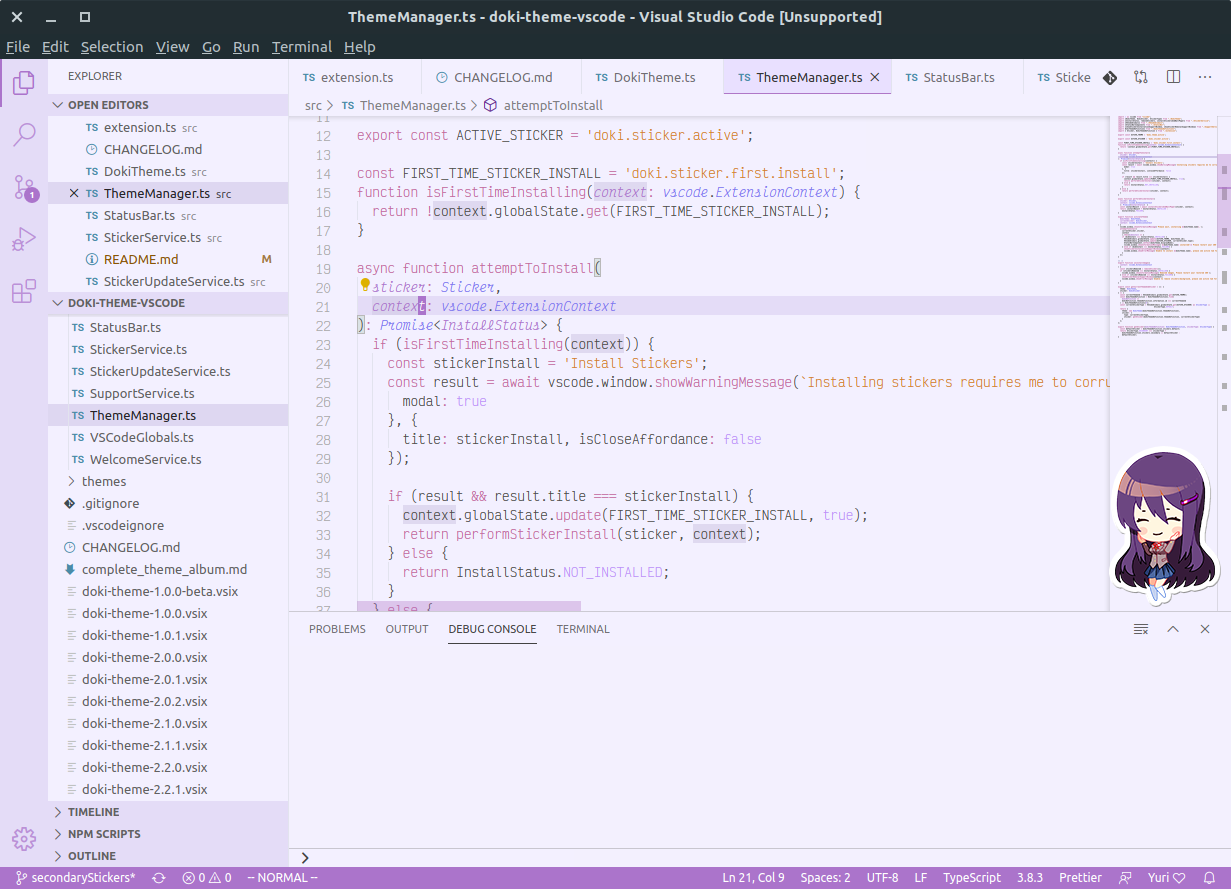 ThemeManager.ts - doki-theme-vscode - Visual Studio Code [Unsupported]
File Edit Selection View Go Run Terminal Help
EXPLORER
OPEN EDITORS
TS extension.ts src
CHANGELOG.md
TS DokiTheme.ts src
TS ThemeManager.ts src
TS StatusBar.ts src
TS StickerService.ts src
README.md M
TS StickerUpdateService.ts src
DOKI-THEME-VSCODE
TS StatusBar.ts
TS StickerService.ts
TS StickerUpdateService.ts
TS SupportService.ts
TS ThemeManager.ts
TS VSCodeGlobals.ts
TS WelcomeService.ts
themes
.gitignore
.vscodeignore
CHANGELOG.md
complete_theme_album.md
doki-theme-1.0.0-beta.vsix
doki-theme-1.0.0.vsix
doki-theme-1.0.1.vsix
doki-theme-2.0.0.vsix
doki-theme-2.0.1.vsix
doki-theme-2.0.2.vsix
doki-theme-2.1.0.vsix
doki-theme-2.1.1.vsix
doki-theme-2.2.0.vsix
doki-theme-2.2.1.vsix
TIMELINE
NPM SCRIPTS
OUTLINE
1
TS extension.ts CHANGELOG.md TS DokiTheme.ts TS ThemeManager.ts TS StatusBar.ts TS Sticke
src > TS ThemeManager.ts > attemptToInstall
11
12 export const ACTIVE_STICKER = 'doki.sticker.active';
13
14 const FIRST_TIME_STICKER_INSTALL = 'doki.sticker.first.install';
15 function isFirstTimeInstalling(context: vscode.ExtensionContext) {
16 return !context.globalState.get(FIRST_TIME_STICKER_INSTALL);
17 }
18
19 async function attemptToInstall(
20 sticker: Sticker,
21 context: vscode.ExtensionContext
22 ): Promise<InstallStatus> {
23 if (isFirstTimeInstalling(context)) {
24 const stickerInstall = 'Install Stickers';
25 const result = await vscode.window.showWarningMessage(`Installing stickers requires me to corru
26 modal: true
27 }, {
28 title: stickerInstall, isCloseAffordance: false
29 });
30
31 if (result && result.title === stickerInstall) {
32 context.globalState.update(FIRST_TIME_STICKER_INSTALL, true);
33 return performStickerInstall(sticker, context);
34 } else {
35 return InstallStatus.NOT_INSTALLED;
36 }
37 } else {
PROBLEMS OUTPUT DEBUG CONSOLE TERMINAL
secondaryStickers* 0 0 -- NORMAL -- Ln 21, Col 9 Spaces: 2 UTF-8 LF TypeScript 3.8.3 Prettier Yuri♡